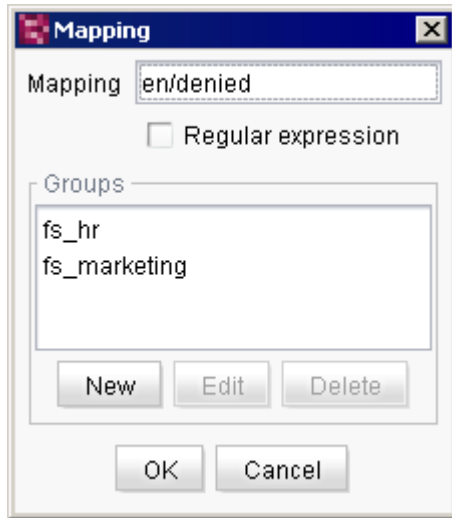 Mapping
Mapping en/denied
Regular expression
Groups
fs_hr
fs_marketing
New Edit Delete
OK Cancel